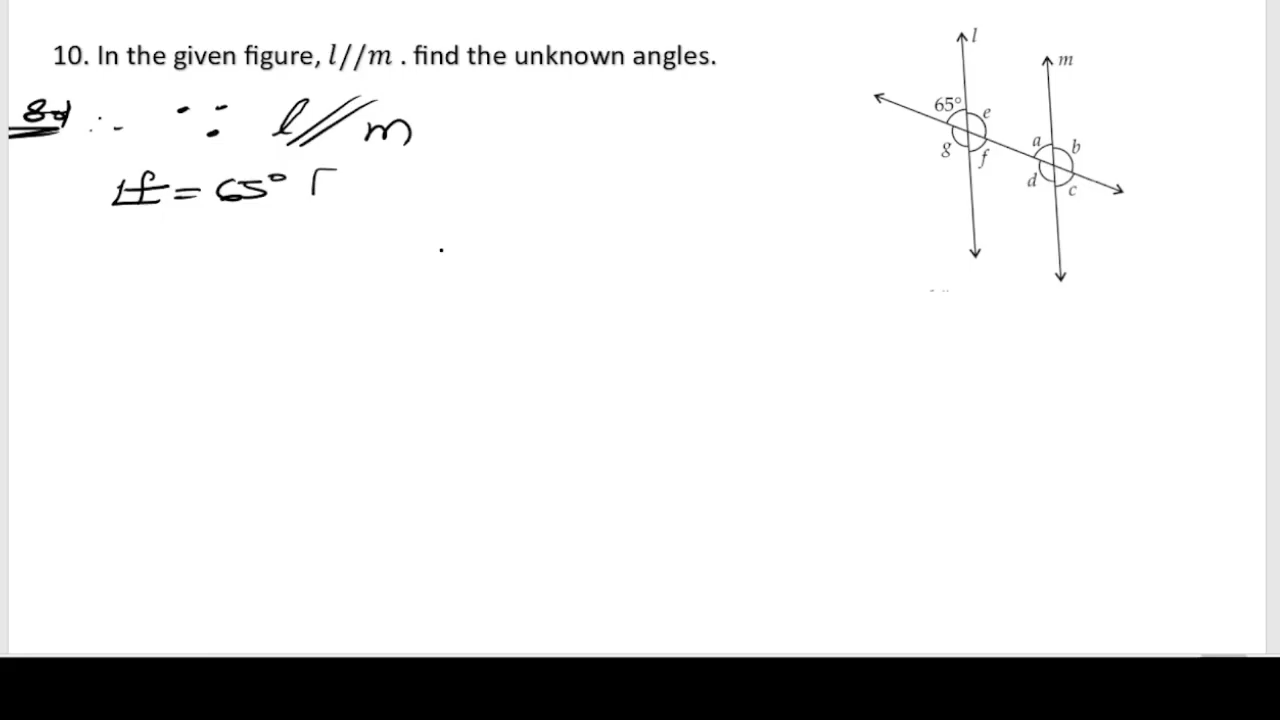 10. In the given figure, l//m . find the unknown angles.
Sol ∵ l//m
∠f = 65° [
l
m
65°
e
g
f
a
b
d
c